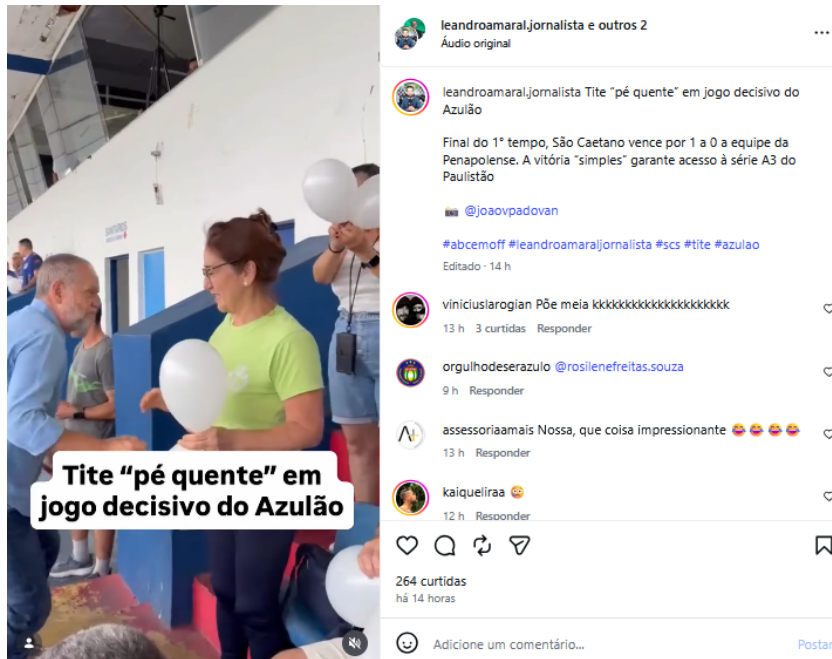 Tite “pé quente” em
jogo decisivo do Azulão
leandroamaral.jornalista e outros 2
Áudio original
leandroamaral.jornalista Tite "pé quente" em jogo decisivo do
Azulão
Final do 1° tempo, São Caetano vence por 1 a 0 a equipe da
Penapolense. A vitória "simples" garante acesso à série A3 do
Paulistão
@joaovpadovan
#abcemoff #leandroamaraljornalista #scs #tite #azulao
Editado · 14 h
viniciuslarogian Põe meia kkkkkkkkkkkkkkkkkkkkkk
13 h 3 curtidas Responder
orgulhodeserazulo @rosilenefreitas.souza
9 h Responder
assessoriaamais Nossa, que coisa impressionante 😂😂😂😂
13 h Responder
kaiqueliraa 😳
12 h Responder
264 curtidas
há 14 horas
Adicione um comentário...
Postar